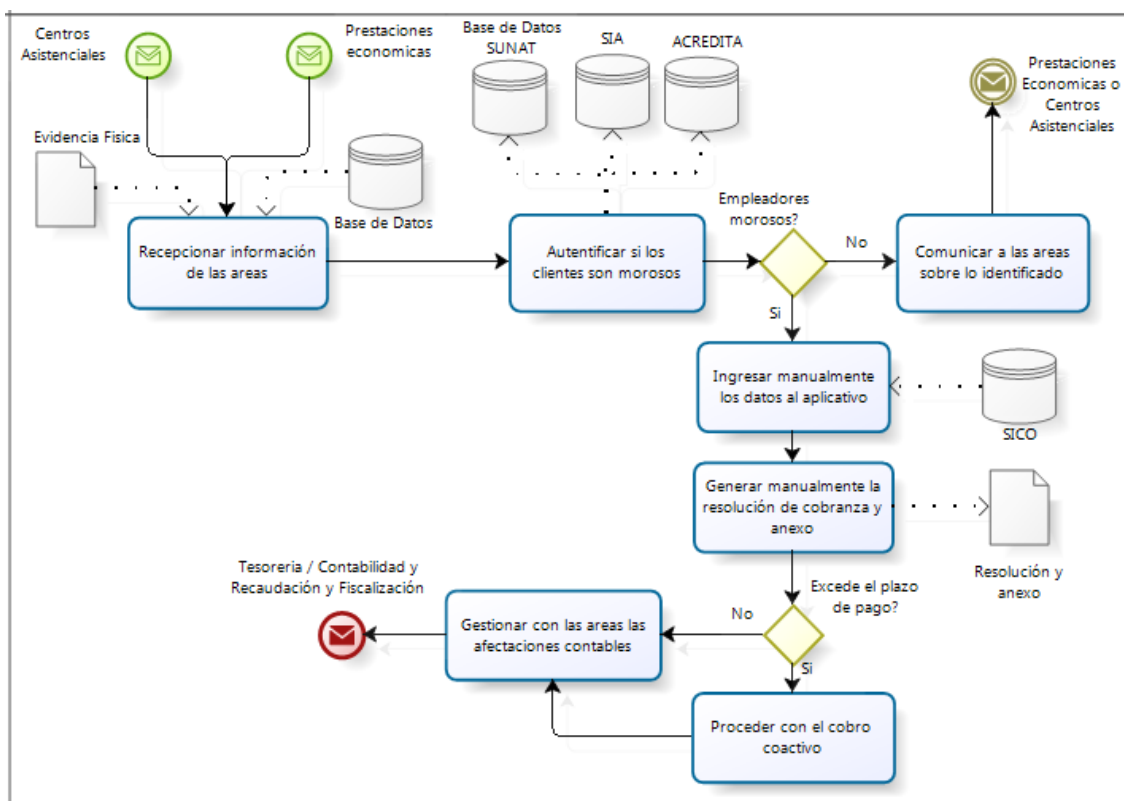 Centros
Asistenciales
Prestaciones
economicas
Base de Datos
SUNAT
SIA
ACREDITA
Prestaciones
Economicas o
Centros
Asistenciales
Evidencia Fisica
Base de Datos
Recepcionar información
de las areas
Autentificar si los
clientes son morosos
Empleadores
morosos?
No
Comunicar a las areas
sobre lo identificado
Si
Ingresar manualmente
los datos al aplicativo
SICO
Generar manualmente la
resolución de cobranza y
anexo
Resolución y
anexo
Excede el plazo
de pago?
Tesoreria / Contabilidad y
Recaudación y Fiscalización
Gestionar con las areas las
afectaciones contables
No
Si
Proceder con el cobro
coactivo